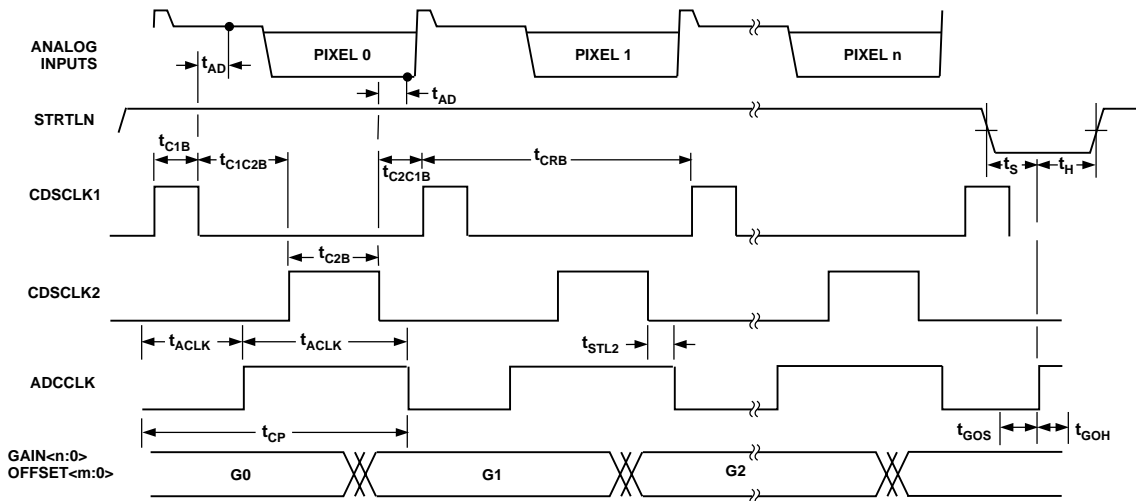 ANALOG
INPUTS
PIXEL 0
PIXEL 1
PIXEL n
tAD
tAD
STRTLN
tC1B
tC1C2B
tC2C1B
tCRB
tS
tH
CDSCLK1
tC2B
CDSCLK2
tACLK
tACLK
tSTL2
ADCCLK
tCP
tGOS
tGOH
GAIN<n:0>
OFFSET<m:0>
G0
G1
G2